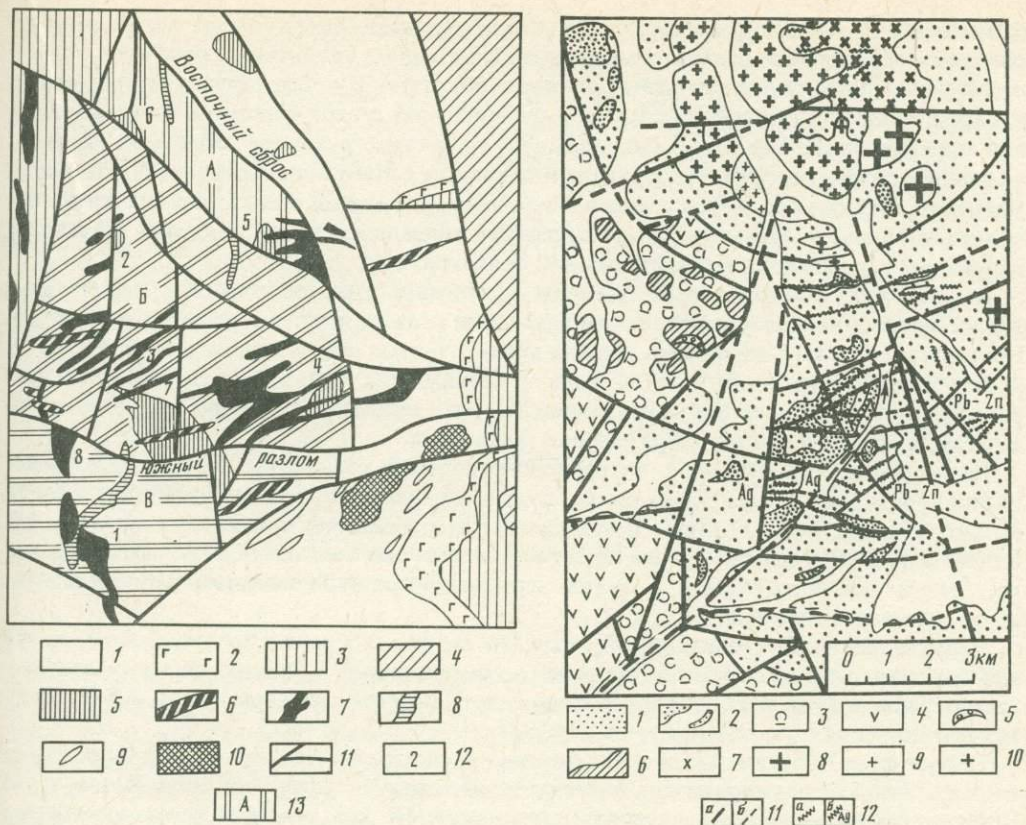 Восточный
сброс
6
А
5
2
Б
3
7
4
8
Южный разлом
В
1
г г г
1 2 3 4
5 6 7 8
9 10 11 12
А 13
Pb-Zn
Ag
Ag
Pb-Zn
0 1 2 3км
1 2 3 4 5
6 7 8 9 10
а б 11 а б Ag 12